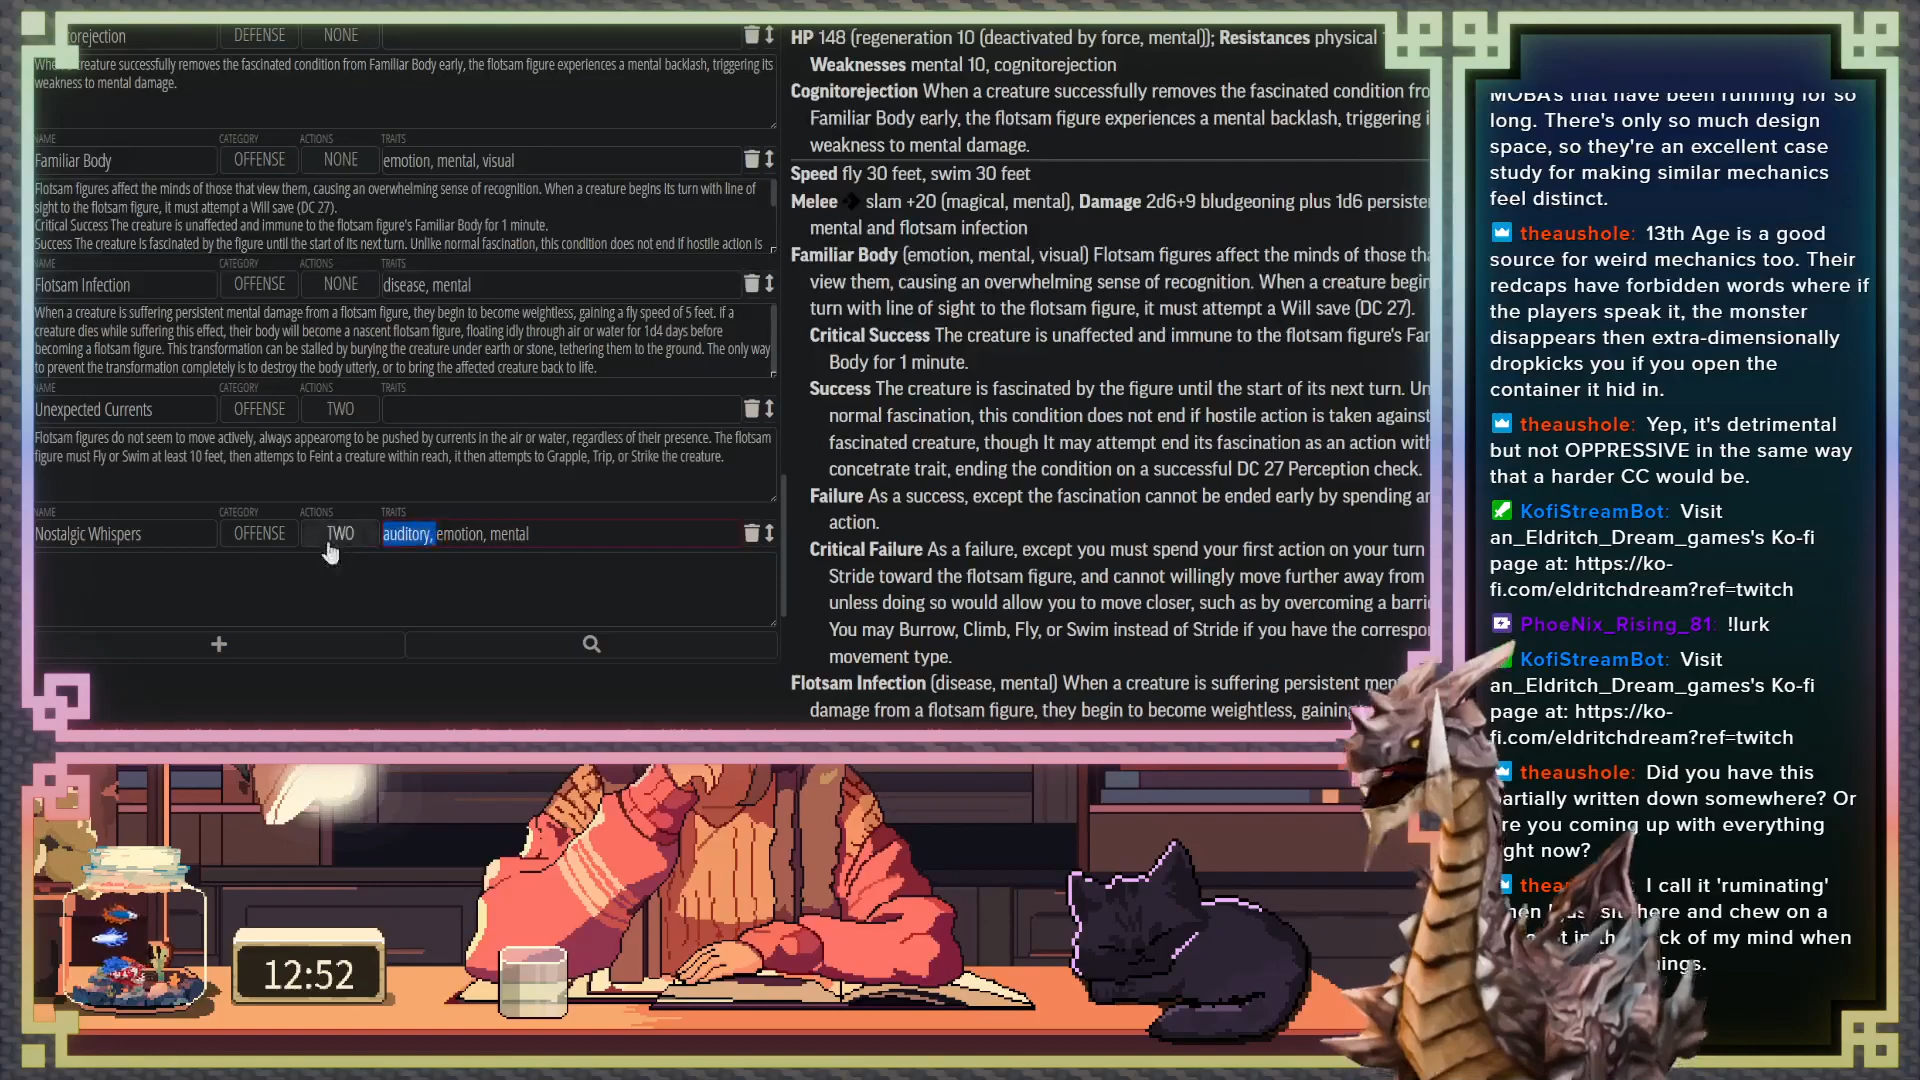 torejection
DEFENSE
NONE
creature successfully removes the fascinated condition from Familiar Body early, the flotsam figure experiences a mental backlash, triggering its
weakness to mental damage.
NAME
CATEGORY
ACTIONS
TRAITS
Familiar Body
OFFENSE
NONE
emotion, mental, visual
Flotsam figures affect the minds of those that view them, causing an overwhelming sense of recognition. When a creature begins its turn with line of
sight to the flotsam figure, it must attempt a Will save (DC 27).
Critical Success The creature is unaffected and immune to the flotsam figure's Familiar Body for 1 minute.
Success The creature is fascinated by the figure until the start of its next turn. Unlike normal fascination, this condition does not end if hostile action is
NAME
CATEGORY
ACTIONS
TRAITS
Flotsam Infection
OFFENSE
NONE
disease, mental
When a creature is suffering persistent mental damage from a flotsam figure, they begin to become weightless, gaining a fly speed of 5 feet. If a
creature dies while suffering this effect, their body will become a nascent flotsam figure, floating idly through air or water for 1d4 days before
becoming a flotsam figure. This transformation can be stalled by burying the creature under earth or stone, tethering them to the ground. The only way
to prevent the transformation completely is to destroy the body utterly, or to bring the affected creature back to life.
NAME
CATEGORY
ACTIONS
TRAITS
Unexpected Currents
OFFENSE
TWO
Flotsam figures do not seem to move actively, always appearomg to be pushed by currents in the air or water, regardless of their presence. The flotsam
figure must Fly or Swim at least 10 feet, then attemps to Feint a creature within reach, it then attempts to Grapple, Trip, or Strike the creature.
NAME
CATEGORY
ACTIONS
TRAITS
Nostalgic Whispers
OFFENSE
TWO
auditory, emotion, mental
HP 148 (regeneration 10 (deactivated by force, mental)); Resistances physical
Weaknesses mental 10, cognitorejection
Cognitorejection When a creature successfully removes the fascinated condition fro
Familiar Body early, the flotsam figure experiences a mental backlash, triggering i
weakness to mental damage.
Speed fly 30 feet, swim 30 feet
Melee slam +20 (magical, mental), Damage 2d6+9 bludgeoning plus 1d6 persiste
mental and flotsam infection
Familiar Body (emotion, mental, visual) Flotsam figures affect the minds of those tha
view them, causing an overwhelming sense of recognition. When a creature begin
turn with line of sight to the flotsam figure, it must attempt a Will save (DC 27).
Critical Success The creature is unaffected and immune to the flotsam figure's Far
Body for 1 minute.
Success The creature is fascinated by the figure until the start of its next turn. Un
normal fascination, this condition does not end if hostile action is taken against
fascinated creature, though It may attempt end its fascination as an action with
concetrate trait, ending the condition on a successful DC 27 Perception check.
Failure As a success, except the fascination cannot be ended early by spending an
action.
Critical Failure As a failure, except you must spend your first action on your turn
Stride toward the flotsam figure, and cannot willingly move further away from
unless doing so would allow you to move closer, such as by overcoming a barri
You may Burrow, Climb, Fly, or Swim instead of Stride if you have the correspo
movement type.
Flotsam Infection (disease, mental) When a creature is suffering persistent men
damage from a flotsam figure, they begin to become weightless, gaining
MOBA's that have been running for so
long. There's only so much design
space, so they're an excellent case
study for making similar mechanics
feel distinct.
theaushole: 13th Age is a good
source for weird mechanics too. Their
redcaps have forbidden words where if
the players speak it, the monster
disappears then extra-dimensionally
dropkicks you if you open the
container it hid in.
theaushole: Yep, it's detrimental
but not OPPRESSIVE in the same way
that a harder CC would be.
KofiStreamBot: Visit
an_Eldritch_Dream_games's Ko-fi
page at: https://ko-
fi.com/eldritchdream?ref=twitch
PhoeNix_Rising_81: !lurk
KofiStreamBot: Visit
an_Eldritch_Dream_games's Ko-fi
page at: https://ko-
fi.com/eldritchdream?ref=twitch
theaushole: Did you have this
artially written down somewhere? Or
re you coming up with everything
ght now?
thea I call it 'ruminating'
here and chew on a
ck of my mind when
ings.
12:52